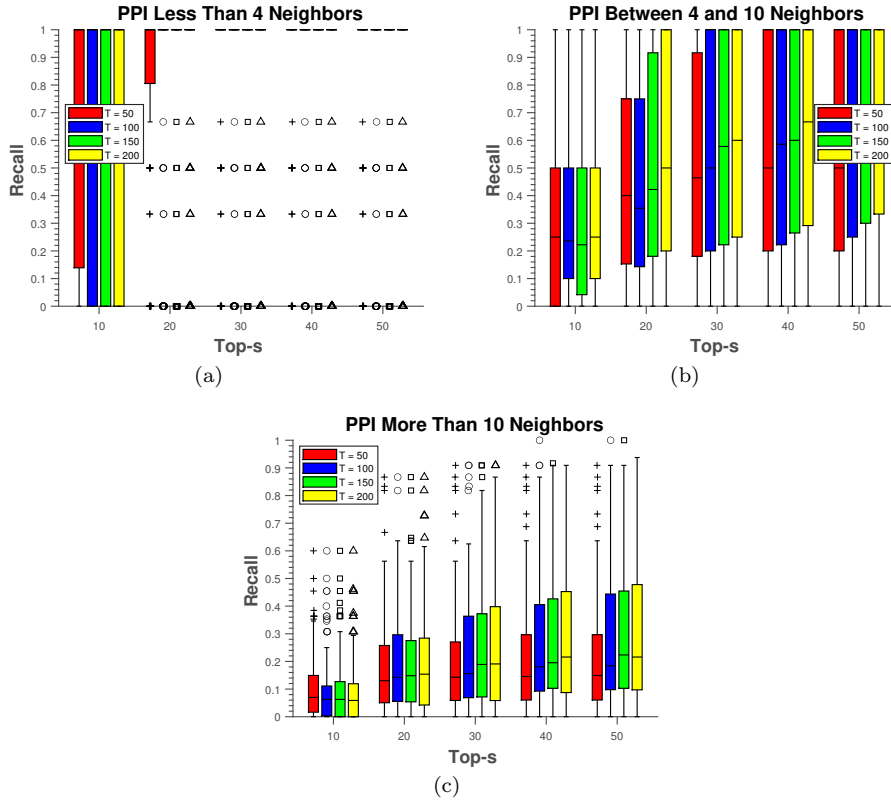 PPI Less Than 4 Neighbors
1
0.9
0.8
0.7
0.6
0.5
0.4
0.3
0.2
0.1
0
Recall
T = 50
T = 100
T = 150
T = 200
10 20 30 40 50
Top-s
(a)
PPI Between 4 and 10 Neighbors
1
0.9
0.8
0.7
0.6
0.5
0.4
0.3
0.2
0.1
0
Recall
T = 50
T = 100
T = 150
T = 200
10 20 30 40 50
Top-s
(b)
PPI More Than 10 Neighbors
1
0.9
0.8
0.7
0.6
0.5
0.4
0.3
0.2
0.1
0
Recall
T = 50
T = 100
T = 150
T = 200
10 20 30 40 50
Top-s
(c)